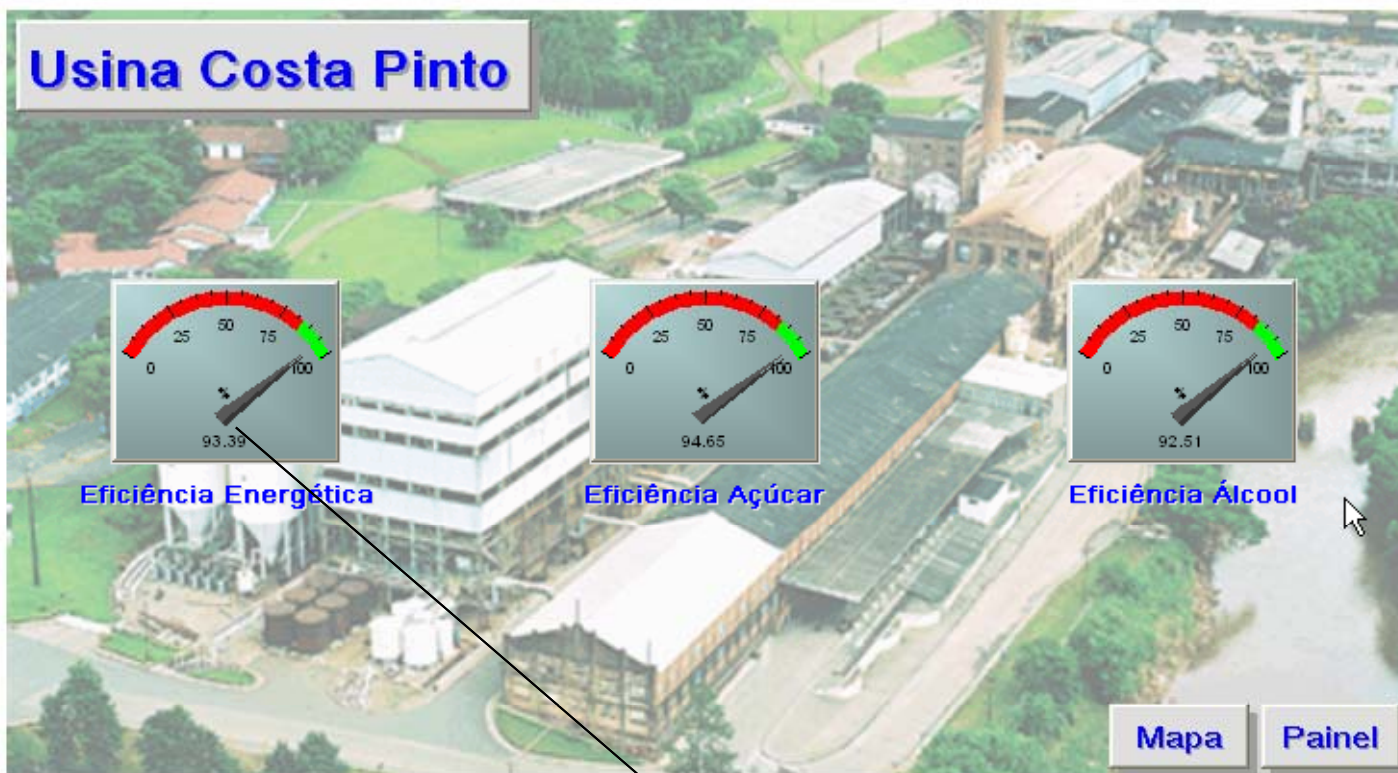 Usina Costa Pinto
0 25 50 75 100
%
93.39
Eficiência Energética
0 25 50 75 100
%
94.65
Eficiência Açúcar
0 25 50 75 100
%
92.51
Eficiência Álcool
Mapa
Painel